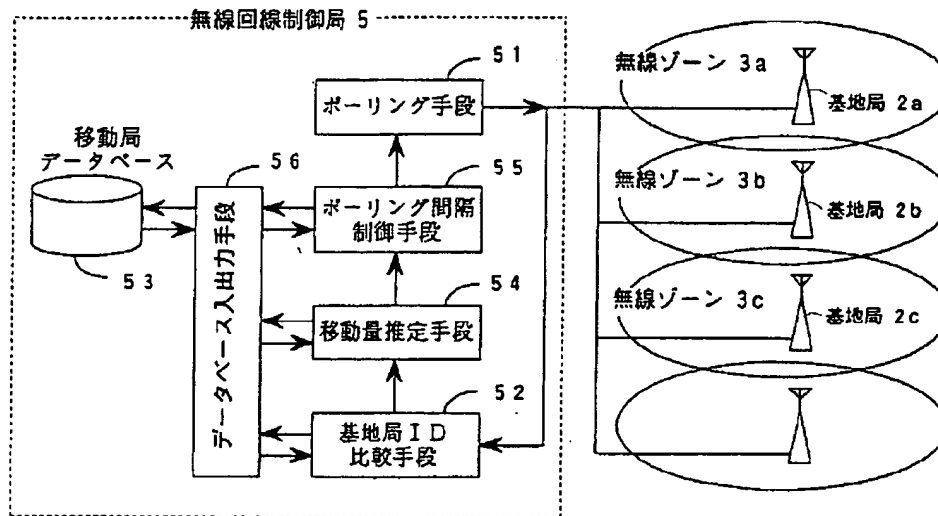 無線回線制御局 5
51
ポーリング手段
移動局
データベース
53
56
データベース入出力手段
55
ポーリング間隔
制御手段
54
移動量推定手段
52
基地局ID
比較手段
無線ゾーン 3a
基地局 2a
無線ゾーン 3b
基地局 2b
無線ゾーン 3c
基地局 2c